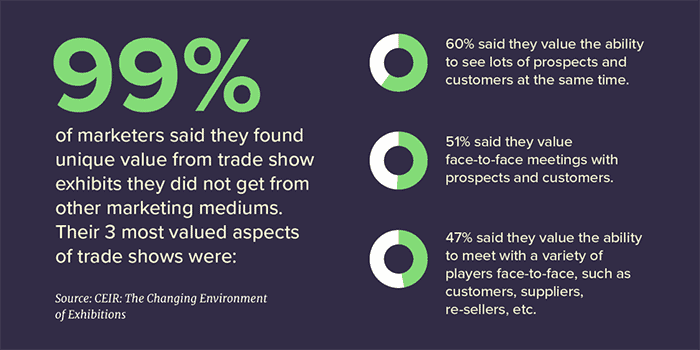 99%
of marketers said they found
unique value from trade show
exhibits they did not get from
other marketing mediums.
Their 3 most valued aspects
of trade shows were:
Source: CEIR: The Changing Environment
of Exhibitions
60% said they value the ability
to see lots of prospects and
customers at the same time.
51% said they value
face-to-face meetings with
prospects and customers.
47% said they value the ability
to meet with a variety of
players face-to-face, such as
customers, suppliers,
re-sellers, etc.